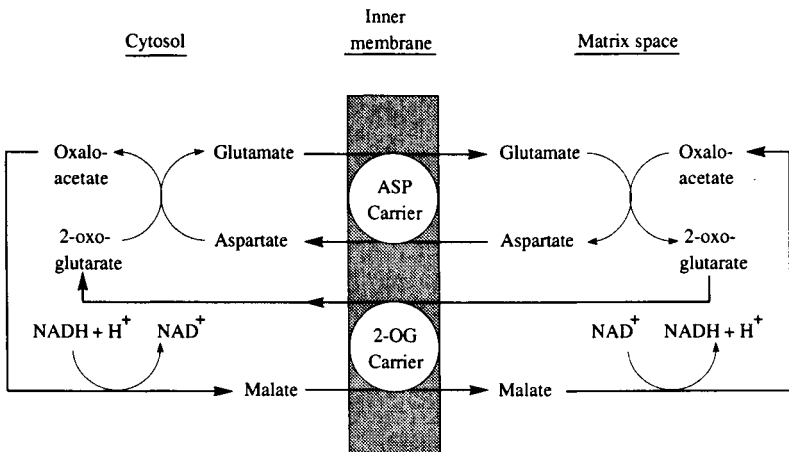 Cytosol
Inner
membrane
Matrix space
Oxalo-
acetate
Glutamate
ASP
Carrier
Glutamate
Oxalo-
acetate
2-oxo-
glutarate
Aspartate
Aspartate
2-oxo-
glutarate
NADH + H+
NAD+
2-OG
Carrier
NAD+
NADH + H+
Malate
Malate